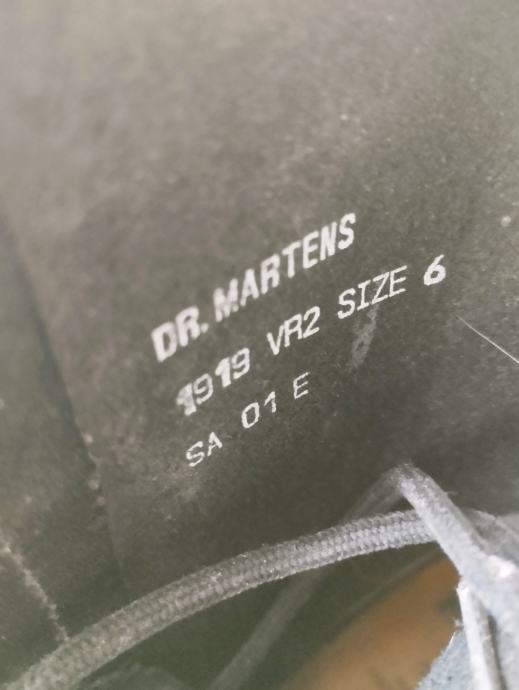 DR. MARTENS
1919 VR2 SIZE 6
SA 01 E